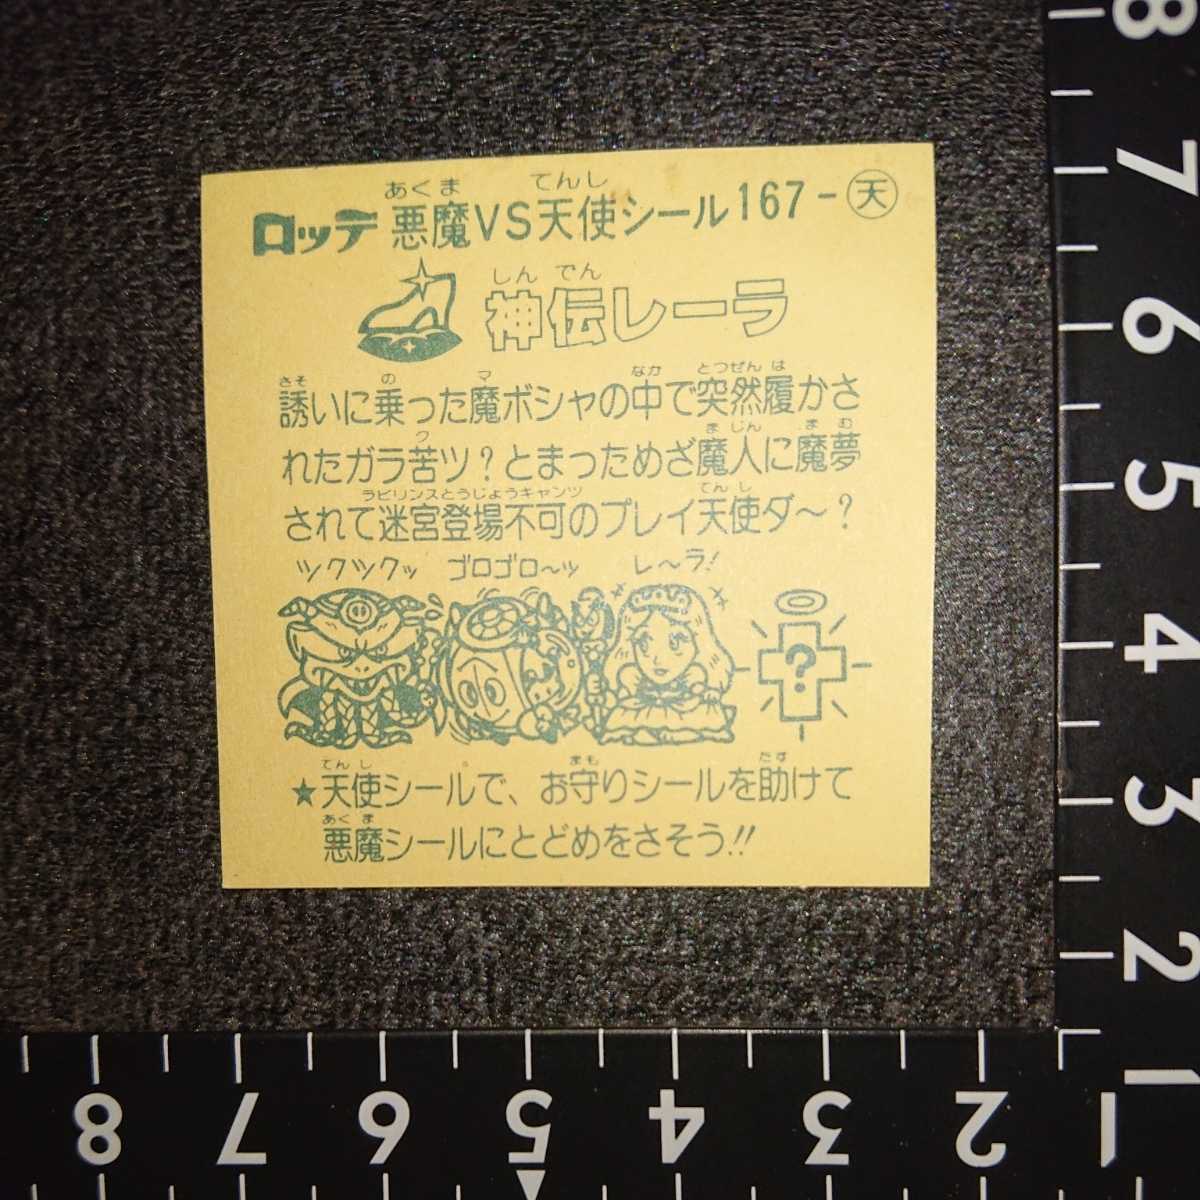 ロッテ 悪魔VS天使シール 167-天
あくま てんし
しんでん
神伝レーラ
さそ の マ なか とつぜん は
誘いに乗った魔ボシャの中で突然履かさ
ク まじん まむ
れたガラ苦ツ?とまっためざ魔人に魔夢
ラビリンスとうじょうキャンツ てんし
されて迷宮登場不可のプレイ天使ダ〜?
ツクツクッ ゴロゴロ〜ッ レ〜ラ!
?
てんし まも たす
★天使シールで、お守りシールを助けて
あくま
悪魔シールにとどめをさそう!!
8
7
6
5
4
3
2
1
8 7 6 5 4 3 2 1